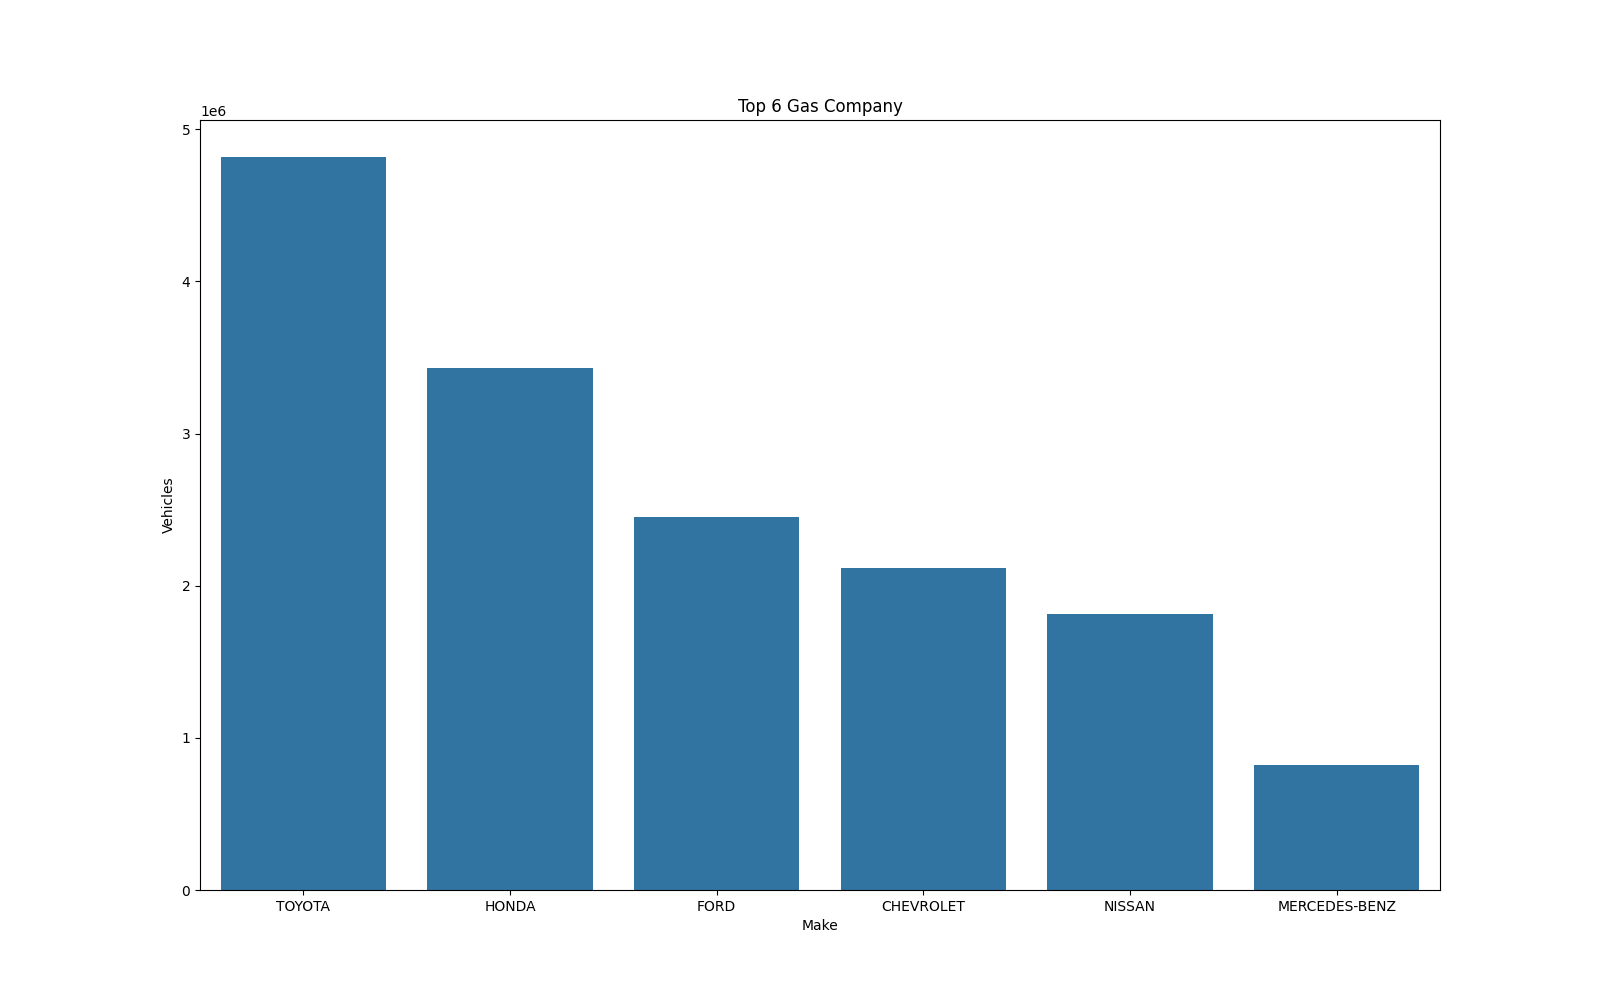 Top 6 Gas Company
1e6
5
4
3
2
1
0
Vehicles
TOYOTA HONDA FORD CHEVROLET NISSAN MERCEDES-BENZ
Make